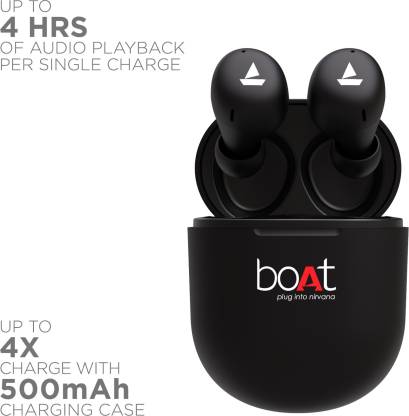 UP TO
4 HRS
OF AUDIO PLAYBACK
PER SINGLE CHARGE
boAt
plug into nirvana
UP TO
4X
CHARGE WITH
500mAh
CHARGING CASE